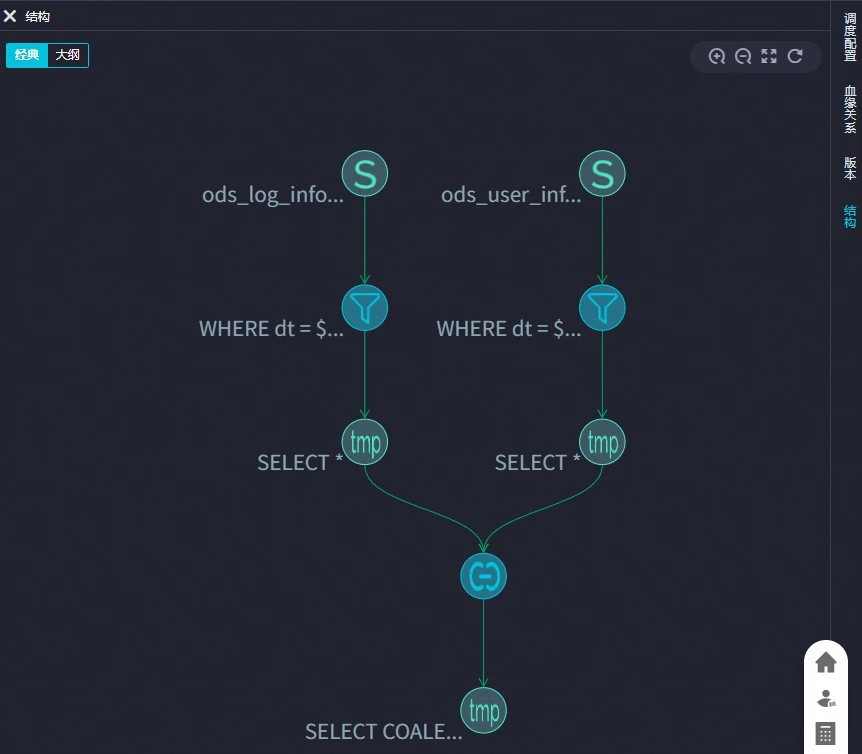 结构
经典 大纲
调度配置
血缘关系
版本
结构
S S
ods_log_info... ods_user_inf...
WHERE dt = $... WHERE dt = $...
tmp tmp
SELECT * SELECT *
tmp
SELECT COALE...